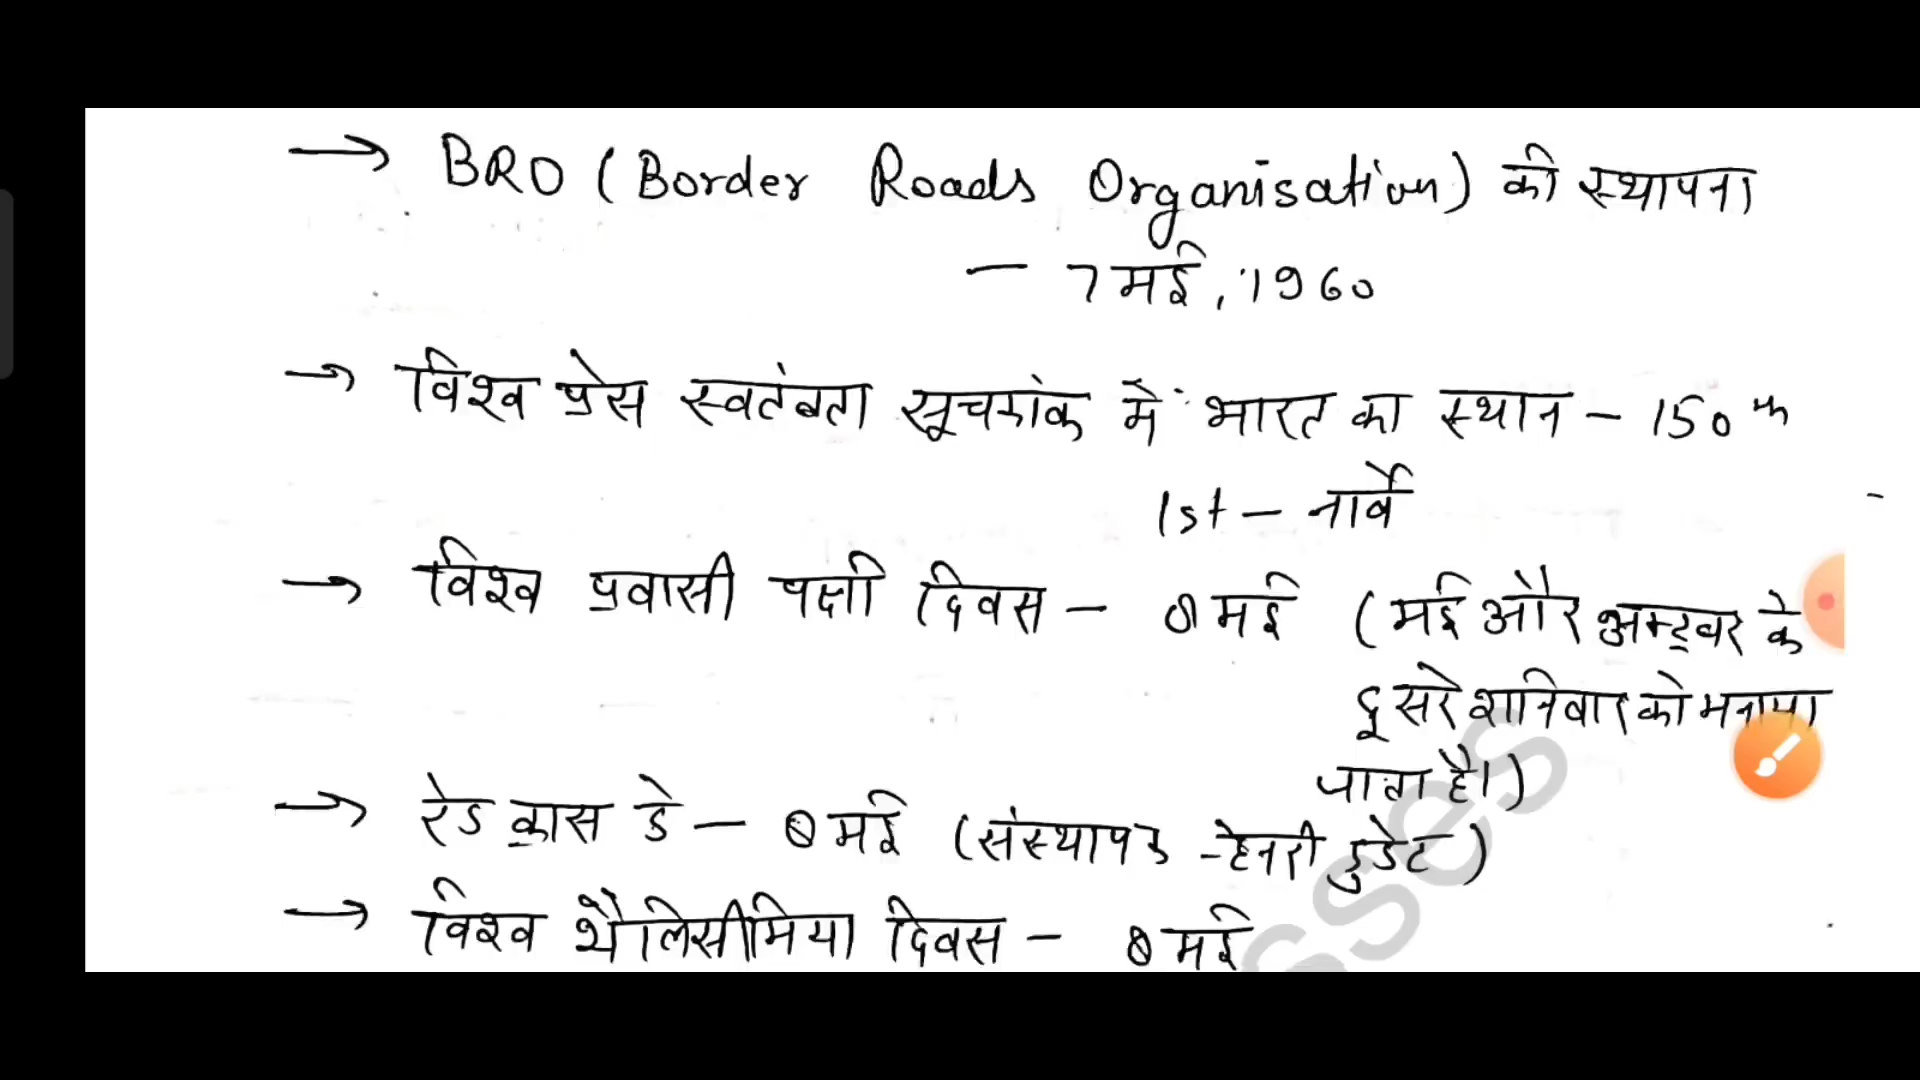 → BRO (Border Roads Organisation) की स्थापना
– 7 मई, 1960
→ विश्व प्रेस स्वतंत्रता सूचकांक में भारत का स्थान – 150th
1st – नार्वे
→ विश्व प्रवासी पक्षी दिवस – 8 मई (मई और अक्टूबर के
दूसरे शनिवार को मनाया
जाता है।)
→ रेड क्रास डे – 8 मई (संस्थापक - हेनरी डुडेट)
→ विश्व थैलिसीमिया दिवस – 8 मई
sses